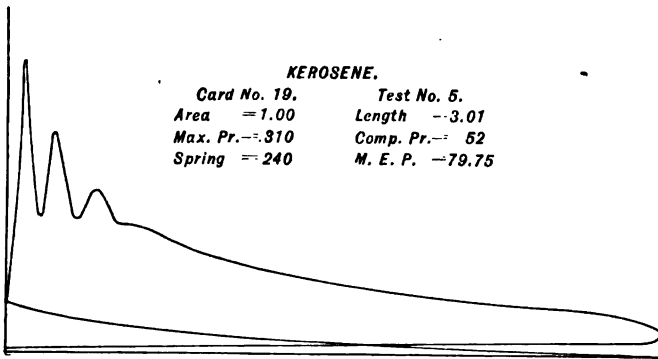 KEROSENE.
Card No. 19. Test No. 5.
Area = 1.00 Length - 3.01
Max. Pr. - 310 Comp. Pr. - 52
Spring = 240 M. E. P. - 79.75